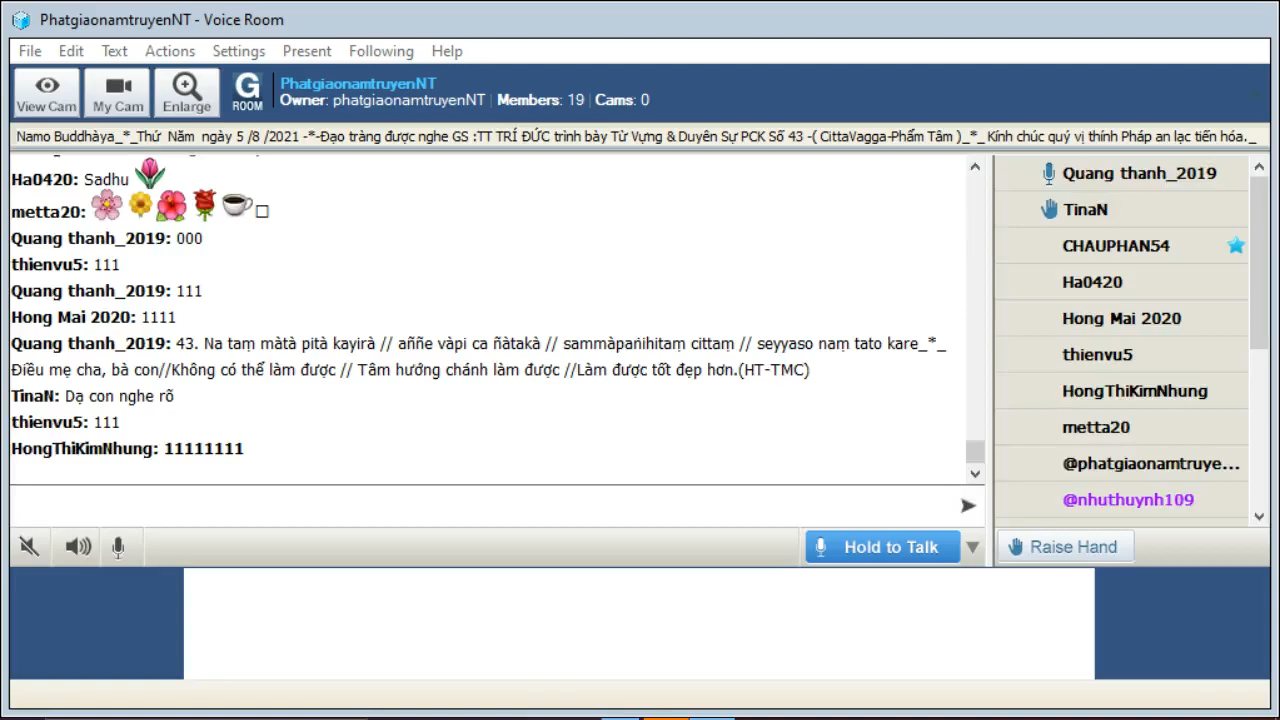 PhatgiaonamtruyenNT - Voice Room
File Edit Text Actions Settings Present Following Help
View Cam My Cam Enlarge G ROOM
PhatgiaonamtruyenNT
Owner: phatgiaonamtruyenNT | Members: 19 | Cams: 0
Namo Buddhàya_*_Thứ Năm ngày 5 /8 /2021 -*-Đạo tràng được nghe GS :TT TRÍ ĐỨC trình bày Từ Vựng & Duyên Sự PCK Số 43 -( CittaVagga-Phẩm Tâm )_*_ Kính chúc quý vị thính Pháp an lạc tiến hóa._
Ha0420: Sadhu
metta20:
Quang thanh_2019: 000
thienvu5: 111
Quang thanh_2019: 111
Hong Mai 2020: 1111
Quang thanh_2019: 43. Na taṃ màtà pità kayirà // aññe vàpi ca ñàtakà // sammàpaṅihitaṃ cittaṃ // seyyaso naṃ tato kare_*_
Điều mẹ cha, bà con//Không có thể làm được // Tâm hướng chánh làm được //Làm được tốt đẹp hơn.(HT-TMC)
TinaN: Dạ con nghe rõ
thienvu5: 111
HongThiKimNhung: 11111111
Quang thanh_2019
TinaN
CHAUPHAN54
Ha0420
Hong Mai 2020
thienvu5
HongThiKimNhung
metta20
@phatgiaonamtruye...
@nhuthuynh109
Hold to Talk
Raise Hand